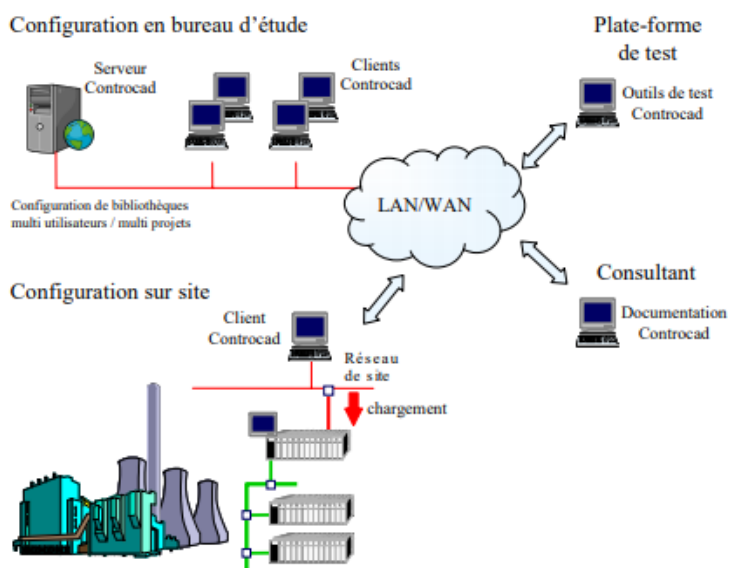 Configuration en bureau d'étude
Plate-forme
de test
Serveur
Controcad
Clients
Controcad
Outils de test
Controcad
LAN/WAN
Configuration de bibliothèques
multi utilisateurs / multi projets
Consultant
Documentation
Controcad
Configuration sur site
Client
Controcad
Réseau
de site
chargement